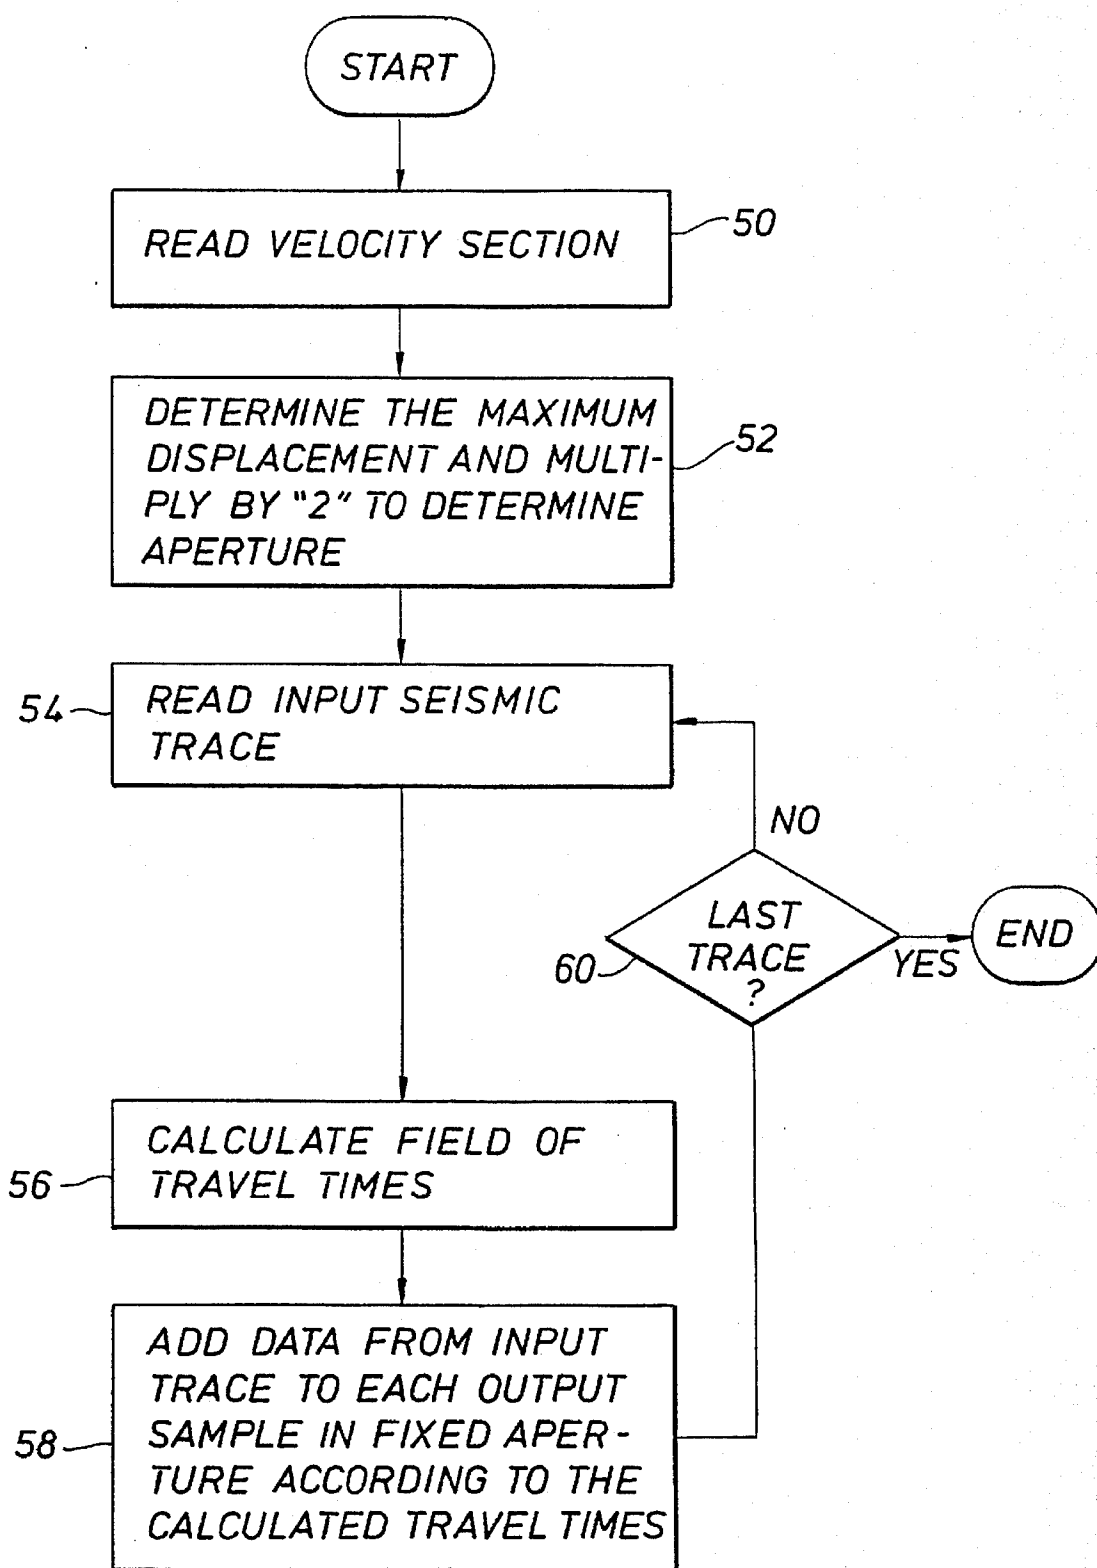 START
READ VELOCITY SECTION
50
DETERMINE THE MAXIMUM
DISPLACEMENT AND MULTI-
PLY BY "2" TO DETERMINE
APERTURE
52
54
READ INPUT SEISMIC
TRACE
NO
LAST
TRACE
?
60
YES
END
56
CALCULATE FIELD OF
TRAVEL TIMES
58
ADD DATA FROM INPUT
TRACE TO EACH OUTPUT
SAMPLE IN FIXED APER-
TURE ACCORDING TO THE
CALCULATED TRAVEL TIMES